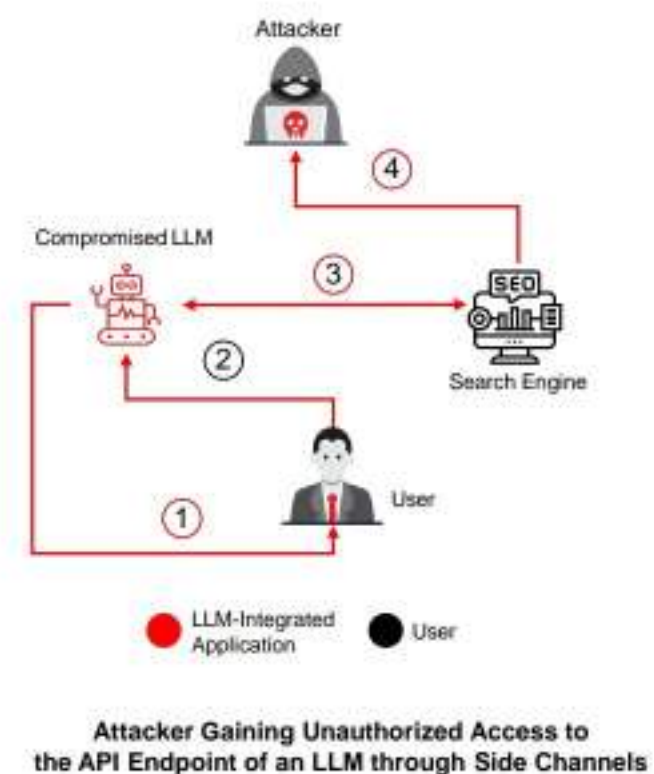 Attacker
4
Compromised LLM
3
SEO
2
Search Engine
User
1
LLM-Integrated
Application
User
Attacker Gaining Unauthorized Access to
the API Endpoint of an LLM through Side Channels